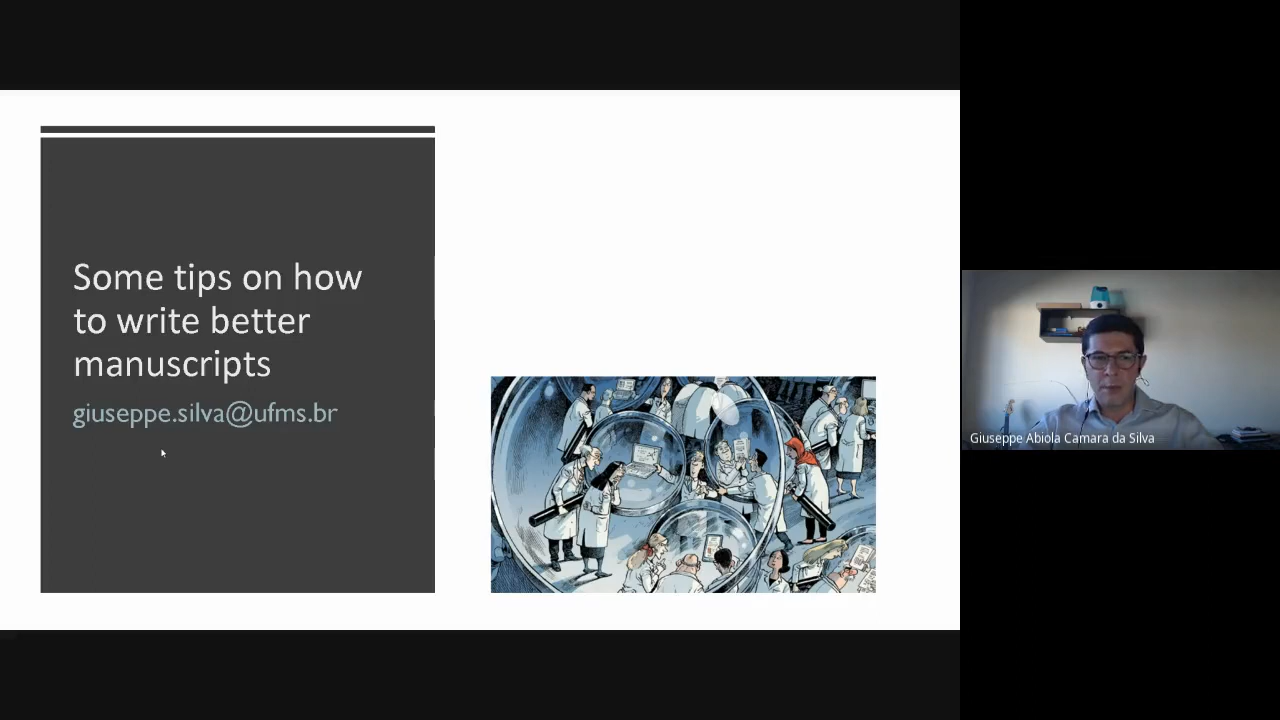 Some tips on how
to write better
manuscripts
giuseppe.silva@ufms.br
Giuseppe Abiola Camara da Silva